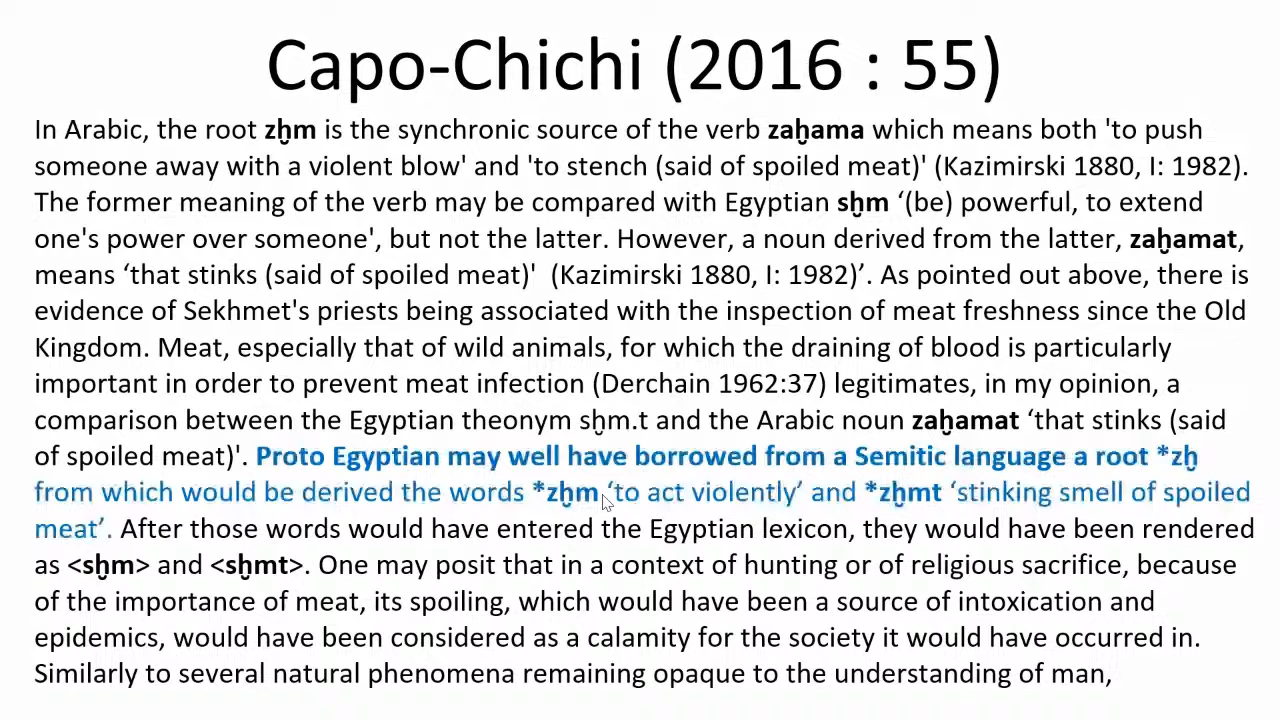 Capo-Chichi (2016 : 55)
In Arabic, the root zḫm is the synchronic source of the verb zaḫama which means both 'to push
someone away with a violent blow' and 'to stench (said of spoiled meat)' (Kazimirski 1880, I: 1982).
The former meaning of the verb may be compared with Egyptian sḫm ‘(be) powerful, to extend
one's power over someone', but not the latter. However, a noun derived from the latter, zaḫamat,
means ‘that stinks (said of spoiled meat)'  (Kazimirski 1880, I: 1982)’. As pointed out above, there is
evidence of Sekhmet's priests being associated with the inspection of meat freshness since the Old
Kingdom. Meat, especially that of wild animals, for which the draining of blood is particularly
important in order to prevent meat infection (Derchain 1962:37) legitimates, in my opinion, a
comparison between the Egyptian theonym sḫm.t and the Arabic noun zaḫamat ‘that stinks (said
of spoiled meat)'. Proto Egyptian may well have borrowed from a Semitic language a root *zḫ
from which would be derived the words *zḫm ‘to act violently’ and *zḫmt ‘stinking smell of spoiled
meat’. After those words would have entered the Egyptian lexicon, they would have been rendered
as <sḫm> and <sḫmt>. One may posit that in a context of hunting or of religious sacrifice, because
of the importance of meat, its spoiling, which would have been a source of intoxication and
epidemics, would have been considered as a calamity for the society it would have occurred in.
Similarly to several natural phenomena remaining opaque to the understanding of man,